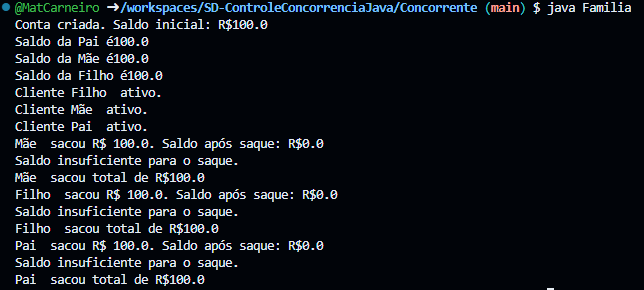 @MatCarneiro ➜/workspaces/SD-ControleConcorrenciaJava/Concorrente (main) $ java Familia
Conta criada. Saldo inicial: R$100.0
Saldo da Pai é100.0
Saldo da Mãe é100.0
Saldo da Filho é100.0
Cliente Filho  ativo.
Cliente Mãe  ativo.
Cliente Pai  ativo.
Mãe  sacou R$ 100.0. Saldo após saque: R$0.0
Saldo insuficiente para o saque.
Mãe  sacou total de R$100.0
Filho  sacou R$ 100.0. Saldo após saque: R$0.0
Saldo insuficiente para o saque.
Filho  sacou total de R$100.0
Pai  sacou R$ 100.0. Saldo após saque: R$0.0
Saldo insuficiente para o saque.
Pai  sacou total de R$100.0